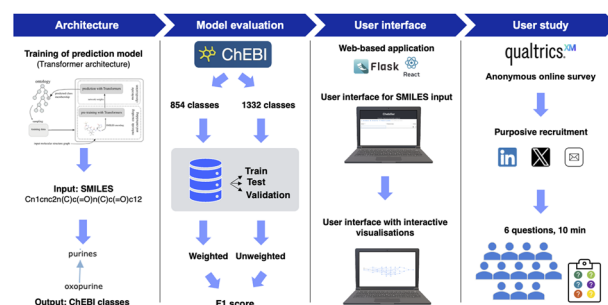 Architecture
Training of prediction model
(Transformer architecture)
Input: SMILES
Cn1cnc2n(C)c(=O)n(C)c(=O)c12
purines
oxopurine
Output: ChEBI classes
Model evaluation
ChEBI
854 classes
1332 classes
Train
Test
Validation
Weighted
Unweighted
F1 score
User interface
Web-based application
Flask
React
User interface for SMILES input
User interface with interactive
visualisations
User study
qualtrics.XM
Anonymous online survey
Purposive recruitment
in
X
6 questions, 10 min